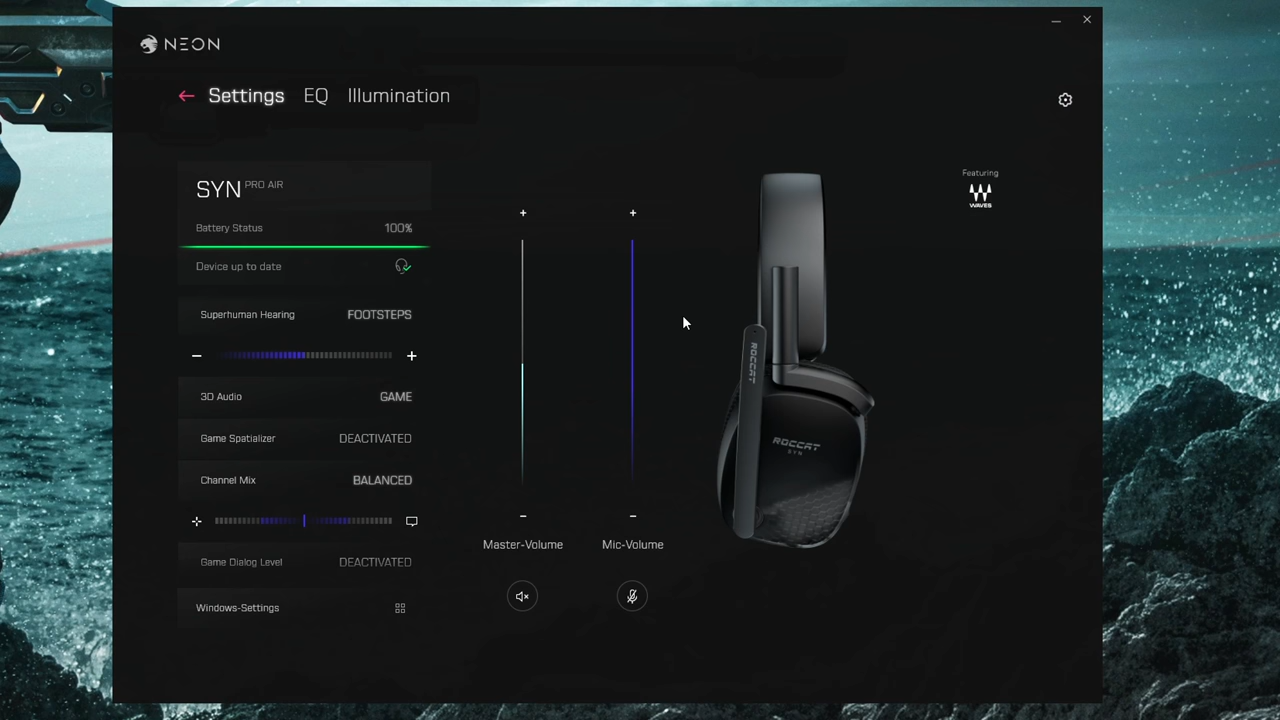 NEON
Settings EQ Illumination
SYN PRO AIR
Battery Status 100%
Device up to date
Superhuman Hearing FOOTSTEPS
3D Audio GAME
Game Spatializer DEACTIVATED
Channel Mix BALANCED
Game Dialog Level DEACTIVATED
Windows-Settings
Master-Volume
Mic-Volume
ROCCAT
ROCCAT
SYN
Featuring
WAVES